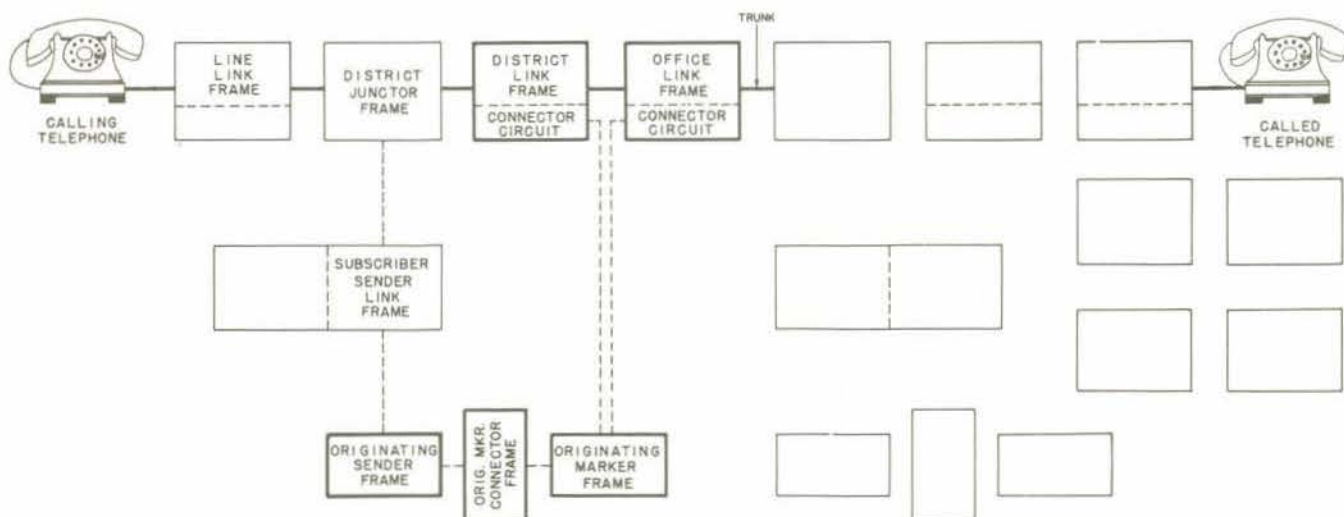 TRUNK
CALLING
TELEPHONE
LINE
LINK
FRAME
DISTRICT
JUNCTOR
FRAME
DISTRICT
LINK
FRAME
CONNECTOR
CIRCUIT
OFFICE
LINK
FRAME
CONNECTOR
CIRCUIT
CALLED
TELEPHONE
SUBSCRIBER
SENDER
LINK
FRAME
ORIGINATING
SENDER
FRAME
ORIG. MKR.
CONNECTOR
FRAME
ORIGINATING
MARKER
FRAME